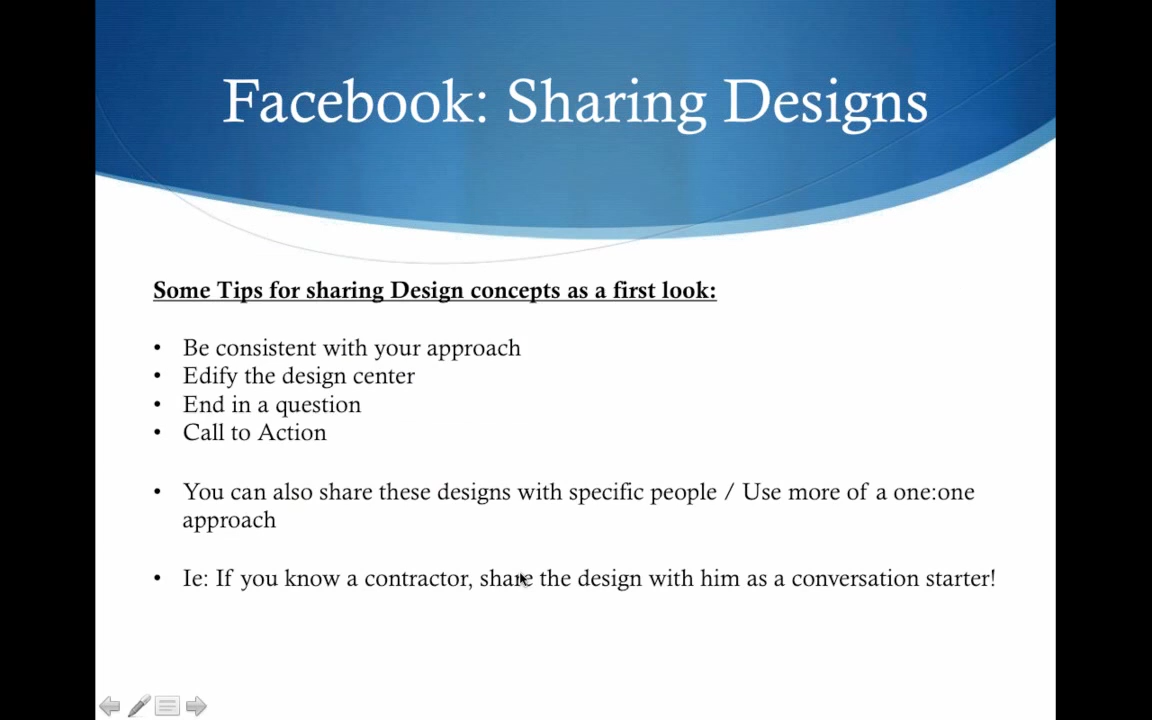 Facebook: Sharing Designs
Some Tips for sharing Design concepts as a first look:
• Be consistent with your approach
• Edify the design center
• End in a question
• Call to Action
• You can also share these designs with specific people / Use more of a one:one
approach
• Ie: If you know a contractor, share the design with him as a conversation starter!